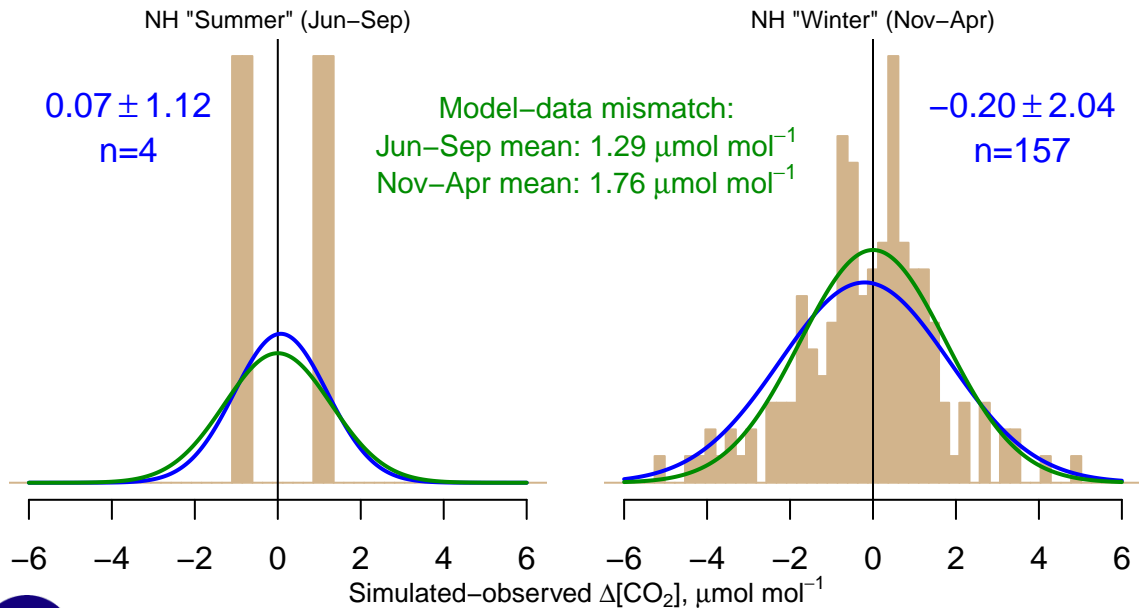 NH "Summer" (Jun−Sep)
NH "Winter" (Nov−Apr)
0.07 ± 1.12
n=4
Model−data mismatch:
Jun−Sep mean: 1.29 μmol mol⁻¹
Nov−Apr mean: 1.76 μmol mol⁻¹
−0.20 ± 2.04
n=157
−6 −4 −2 0 2 4 6
−6 −4 −2 0 2 4 6
Simulated−observed Δ[CO₂], μmol mol⁻¹